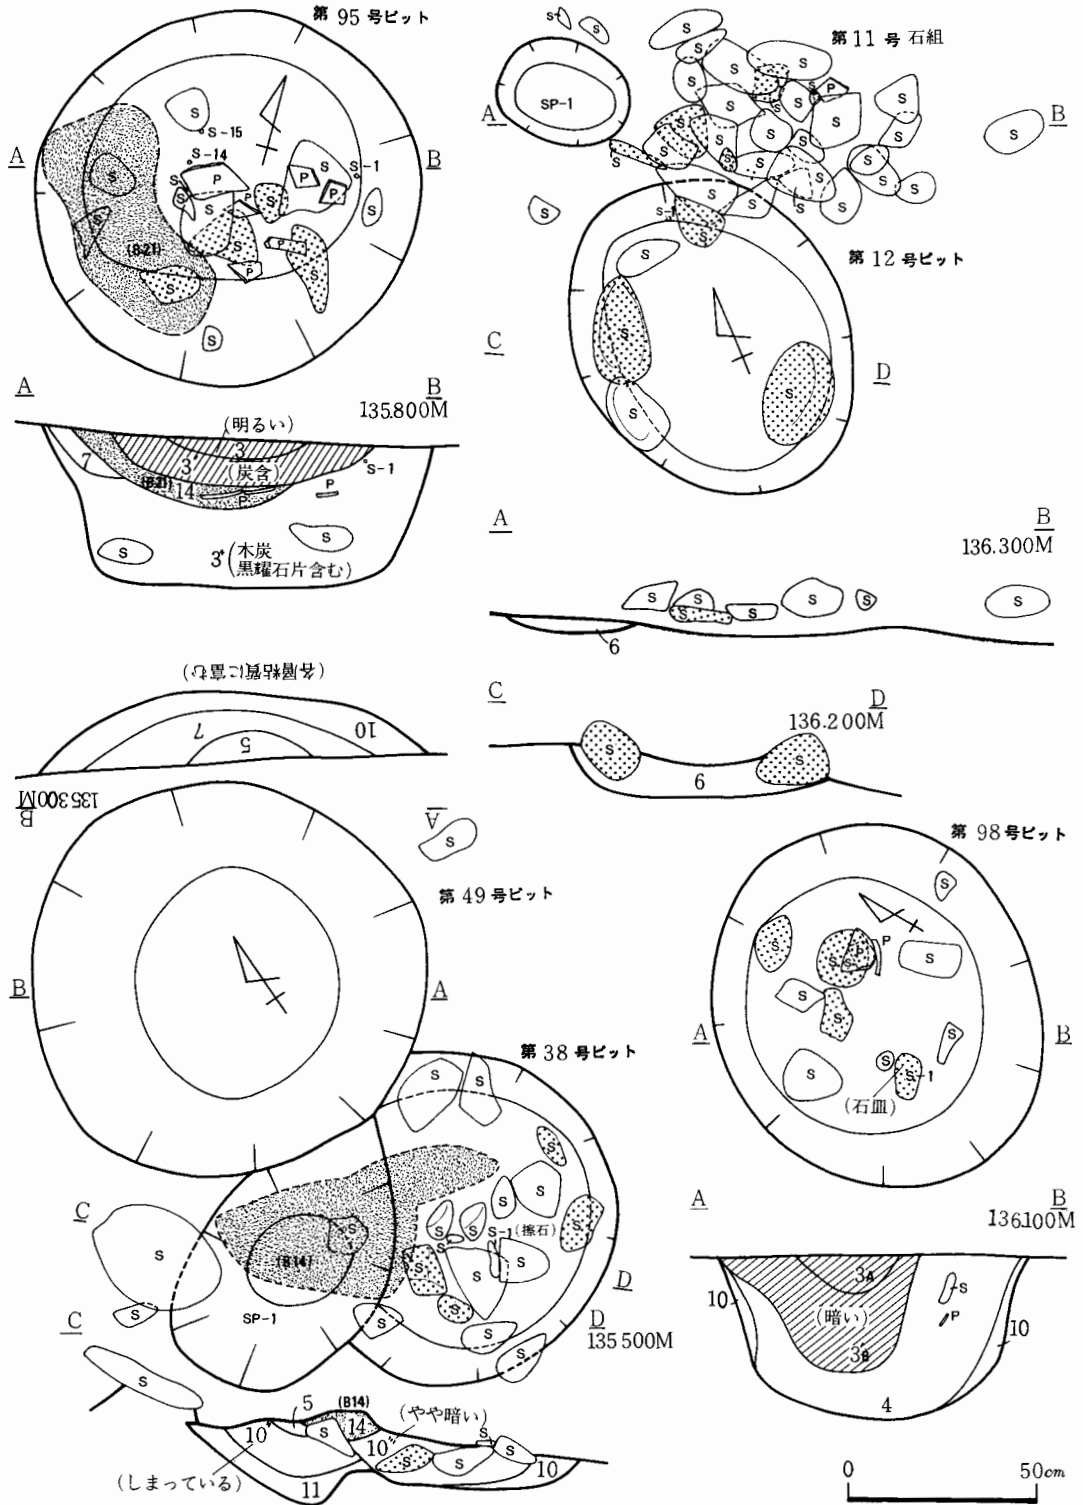 第 95 号ピット
S
S-15
S-14
S-1
P
S
(B21)
A
B
A
B
135.800M
(明るい)
3
3'
(炭含)
7
(B21)
14
P
P
S-1
S
S
3" (木炭
黒耀石片含む)
第 11 号 石組
SP-1
A
B
S
P
S-1
第 12 号ピット
C
D
S
A
B
136.300M
S
6
C
D
136.200M
S
S
6
(各層粘質に富む)
10
7
5
135.300M
B
A
S
第 49 号ピット
B
A
第 38 号ピット
S
C
S
(B14)
SP-1
S-1(擦石)
D
C
D
135500M
S
5
(B14)
14
(やや暗い)
10"
10'''
10
11
(しまっている)
第 98 号ピット
S
P
A
B
S-1
(石皿)
A
B
136100M
3A
(暗い)
3B
S
P
10
10
4
0
50cm